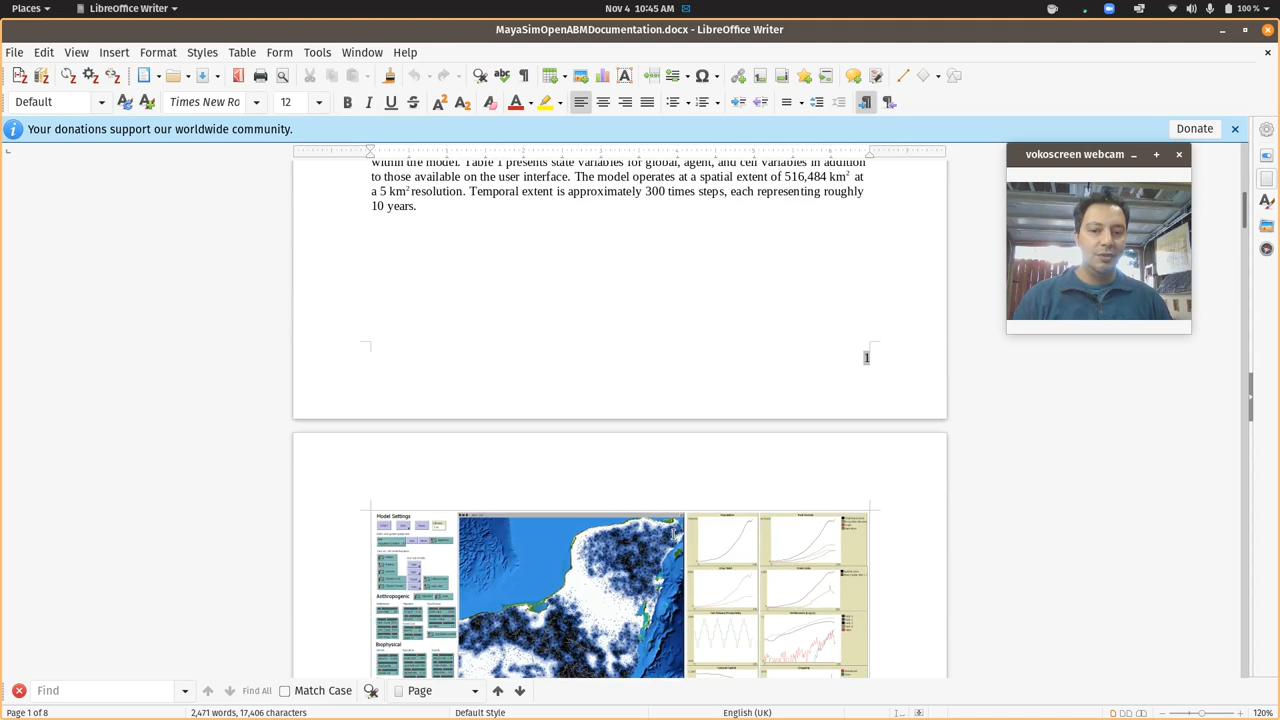 Places
LibreOffice Writer
Nov 4 10:45 AM
100 %
MayaSimOpenABMDocumentation.docx - LibreOffice Writer
File Edit View Insert Format Styles Table Form Tools Window Help
Default
Times New Ro
12
Your donations support our worldwide community.
Donate
vokoscreen webcam
within the model. Table 1 presents state variables for global, agent, and cell variables in addition
to those available on the user interface. The model operates at a spatial extent of 516,484 km2 at
a 5 km2 resolution. Temporal extent is approximately 300 times steps, each representing roughly
10 years.
1
Model Settings
Anthropogenic
Biophysical
Find
Find All
Match Case
Page
Page 1 of 8
2,471 words, 17,406 characters
Default Style
English (UK)
120%